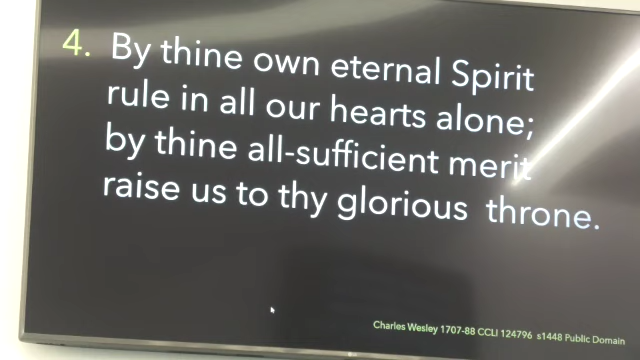 4. By thine own eternal Spirit
rule in all our hearts alone;
by thine all-sufficient merit
raise us to thy glorious throne.
Charles Wesley 1707-88 CCLI 124796 s1448 Public Domain